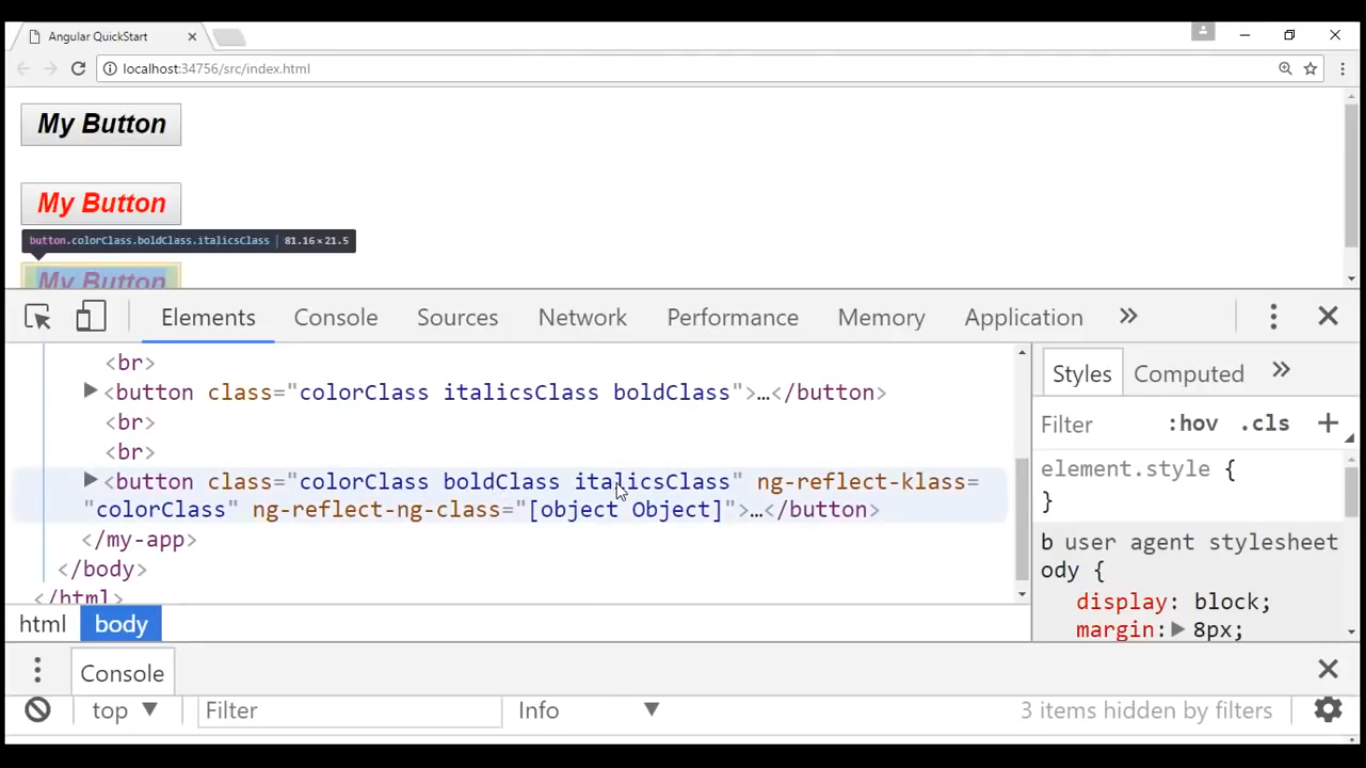 Angular QuickStart
localhost:34756/src/index.html
My Button
My Button
button.colorClass.boldClass.italicsClass | 81.16×21.5
My Button
Elements Console Sources Network Performance Memory Application »
<br>
▶<button class="colorClass italicsClass boldClass">…</button>
<br>
<br>
▶<button class="colorClass boldClass italicsClass" ng-reflect-klass=
"colorClass" ng-reflect-ng-class="[object Object]">…</button>
</my-app>
</body>
</html>
html body
Styles Computed »
Filter :hov .cls +
element.style {
}
b user agent stylesheet
ody {
display: block;
margin:▶ 8px;
Console
top ▼ Filter Info ▼ 3 items hidden by filters